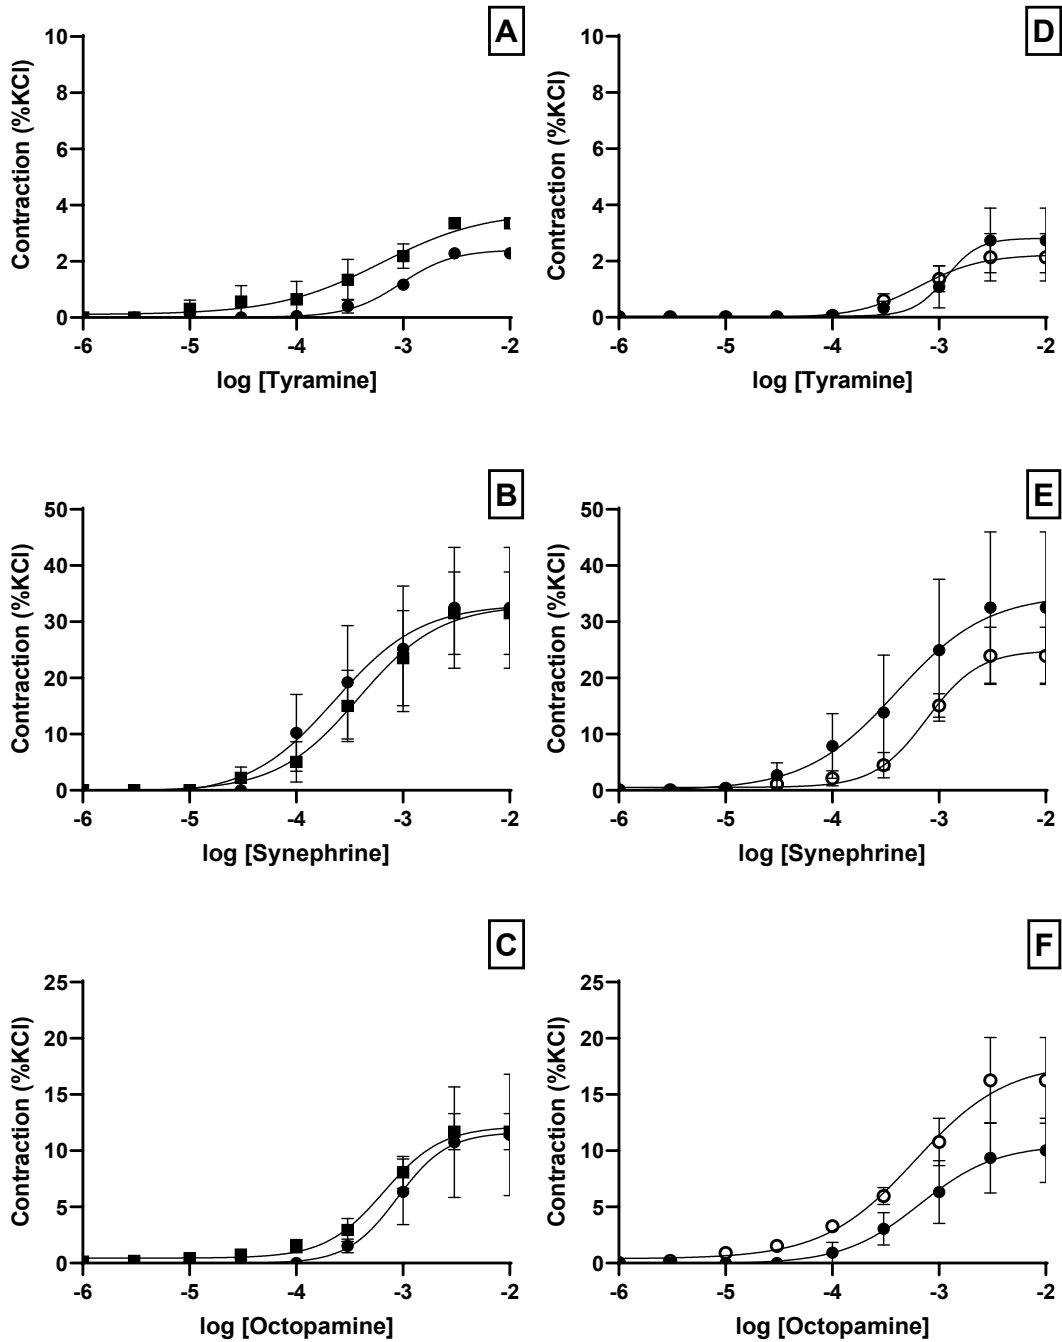 A
10
8
6
4
2
0
Contraction (%KCl)
-6 -5 -4 -3 -2
log [Tyramine]
D
10
8
6
4
2
0
Contraction (%KCl)
-6 -5 -4 -3 -2
log [Tyramine]
B
50
40
30
20
10
0
Contraction (%KCl)
-6 -5 -4 -3 -2
log [Synephrine]
E
50
40
30
20
10
0
Contraction (%KCl)
-6 -5 -4 -3 -2
log [Synephrine]
C
25
20
15
10
5
0
Contraction (%KCl)
-6 -5 -4 -3 -2
log [Octopamine]
F
25
20
15
10
5
0
Contraction (%KCl)
-6 -5 -4 -3 -2
log [Octopamine]